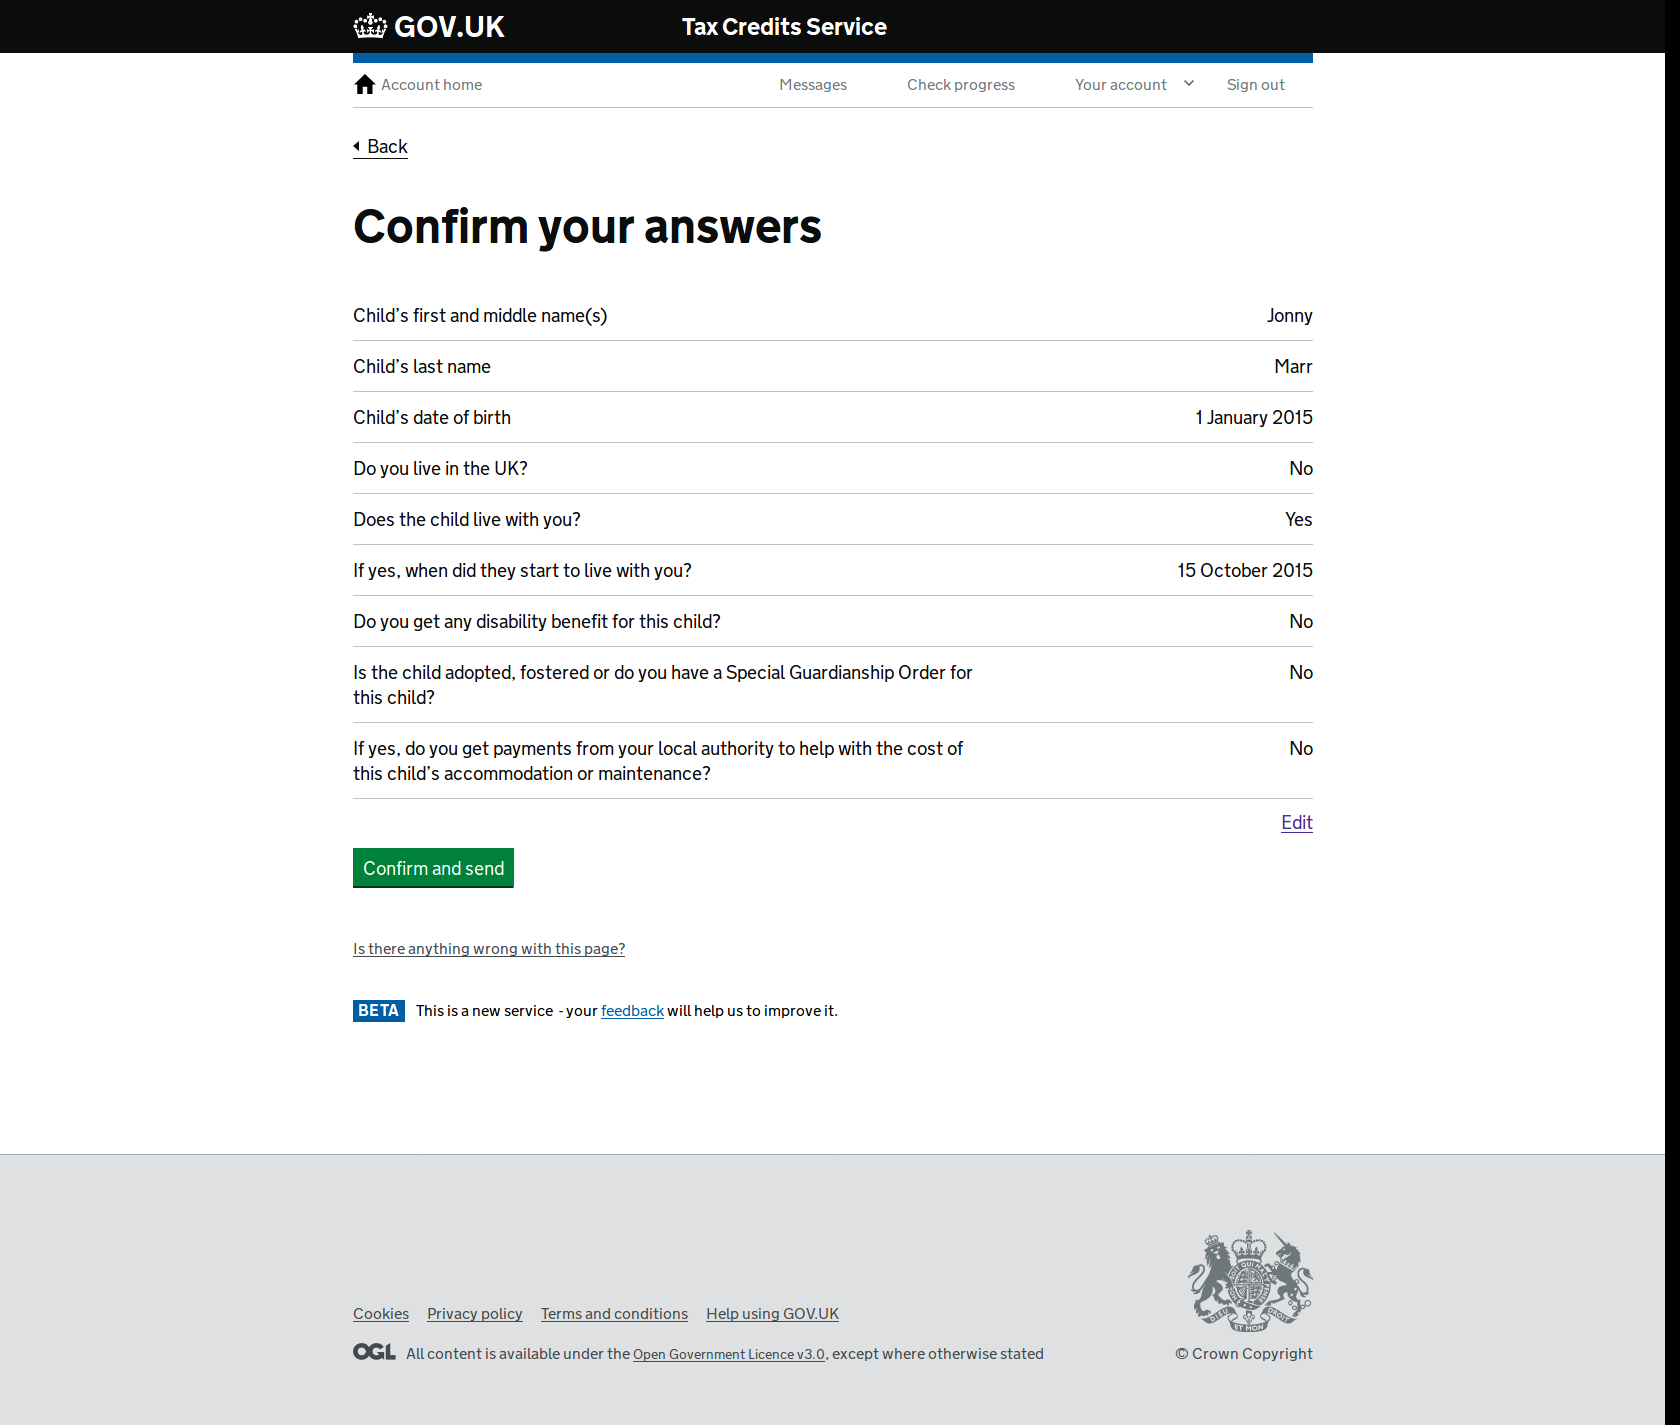 GOV.UK
Tax Credits Service
Account home
Messages
Check progress
Your account
Sign out
Back
Confirm your answers
Child’s first and middle name(s) Jonny
Child’s last name Marr
Child’s date of birth 1 January 2015
Do you live in the UK? No
Does the child live with you? Yes
If yes, when did they start to live with you? 15 October 2015
Do you get any disability benefit for this child? No
Is the child adopted, fostered or do you have a Special Guardianship Order for No
this child?
If yes, do you get payments from your local authority to help with the cost of No
this child’s accommodation or maintenance?
Edit
Confirm and send
Is there anything wrong with this page?
BETA This is a new service - your feedback will help us to improve it.
Cookies Privacy policy Terms and conditions Help using GOV.UK
OGL All content is available under the Open Government Licence v3.0, except where otherwise stated
DIEU ET MON DROIT
© Crown Copyright